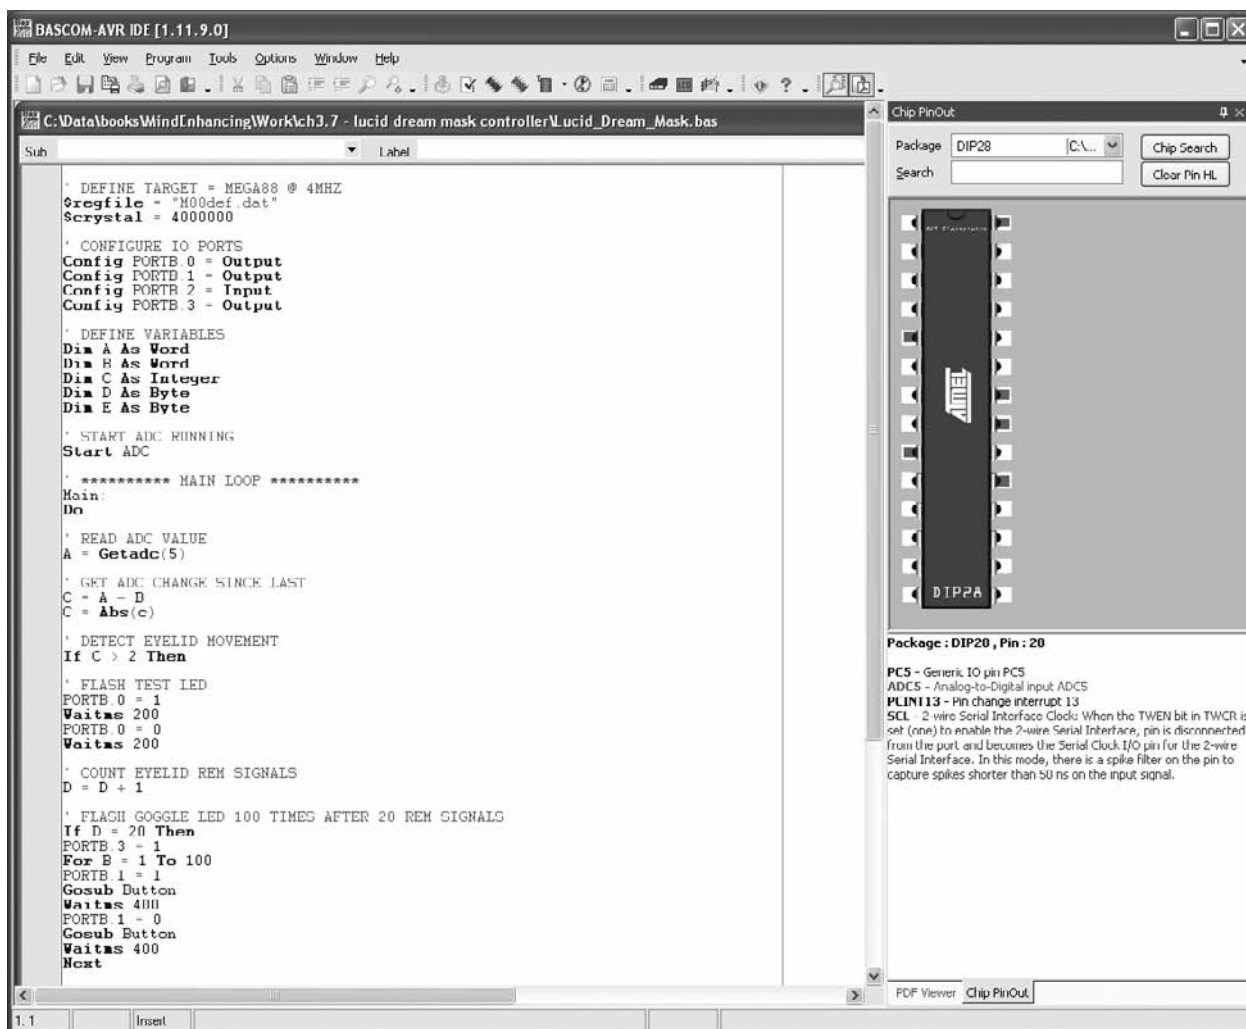 BASCOM-AVR IDE [1.11.9.0]
File Edit View Program Tools Options Window Help
C:\Data\books\MindEnhancing\Work\ch3.7 - lucid dream mask controller\Lucid_Dream_Mask.bas
Sub Label
' DEFINE TARGET = MEGA88 @ 4MHZ
$regfile = "M88def.dat"
$crystal = 4000000
' CONFIGURE IO PORTS
Config PORTB.0 = Output
Config PORTB.1 = Output
Config PORTB.2 = Input
Config PORTB.3 = Output
' DEFINE VARIABLES
Dim A As Word
Dim B As Word
Dim C As Integer
Dim D As Byte
Dim E As Byte
' START ADC RUNNING
Start ADC
' ********** MAIN LOOP **********
Main:
Do
' READ ADC VALUE
A = Getadc(5)
' GET ADC CHANGE SINCE LAST
C = A - B
C = Abs(c)
' DETECT EYELID MOVEMENT
If C > 2 Then
' FLASH TEST LED
PORTB.0 = 1
Waitms 200
PORTB.0 = 0
Waitms 200
' COUNT EYELID REM SIGNALS
D = D + 1
' FLASH GOGGLE LED 100 TIMES AFTER 20 REM SIGNALS
If D = 20 Then
PORTB.3 = 1
For B = 1 To 100
PORTB.1 = 1
Gosub Button
Waitms 400
PORTB.1 = 0
Gosub Button
Waitms 400
Next
1: 1 Insert
Chip PinOut
Package DIP28 C:\... Chip Search
Search Clear Pin HL
ATMEL
DIP28
Package : DIP28 , Pin : 28
PC5 - Generic IO pin PC5
ADC5 - Analog-to-Digital input ADC5
PCINT13 - Pin change interrupt 13
SCL - 2-wire Serial Interface Clock: When the TWEN bit in TWCR is
set (one) to enable the 2-wire Serial Interface, pin is disconnected
from the port and becomes the Serial Clock I/O pin for the 2-wire
Serial Interface. In this mode, there is a spike filter on the pin to
capture spikes shorter than 50 ns on the input signal.
PDF Viewer Chip PinOut